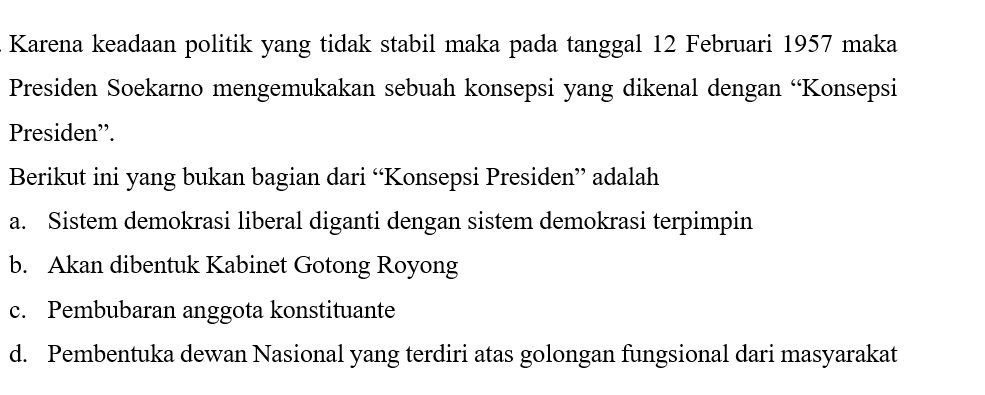 Karena keadaan politik yang tidak stabil maka pada tanggal 12 Februari 1957 maka
Presiden Soekarno mengemukakan sebuah konsepsi yang dikenal dengan “Konsepsi
Presiden”.
Berikut ini yang bukan bagian dari “Konsepsi Presiden” adalah
a. Sistem demokrasi liberal diganti dengan sistem demokrasi terpimpin
b. Akan dibentuk Kabinet Gotong Royong
c. Pembubaran anggota konstituante
d. Pembentuka dewan Nasional yang terdiri atas golongan fungsional dari masyarakat